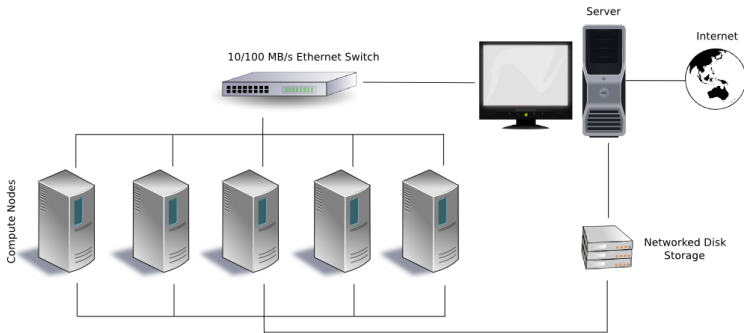 Server
Internet
10/100 MB/s Ethernet Switch
Compute Nodes
Networked Disk
Storage